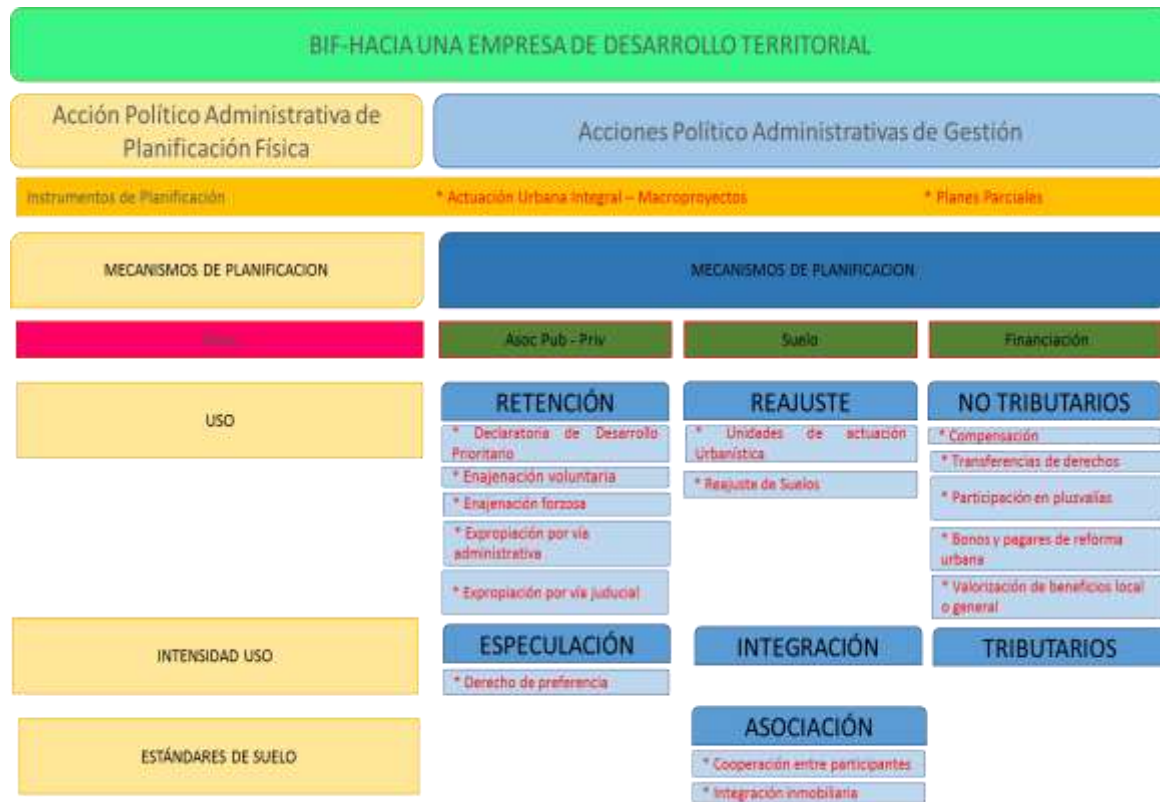 BIF-HACIA UNA EMPRESA DE DESARROLLO TERRITORIAL
Acción Político Administrativa de
Planificación Física
Acciones Político Administrativas de Gestión
Instrumentos de Planificación
* Actuación Urbana Integral – Macroproyectos
* Planes Parciales
MECANISMOS DE PLANIFICACION
MECANISMOS DE PLANIFICACION
Asoc Pub - Priv
Suelo
Financiación
USO
RETENCIÓN
* Declaratoria de Desarrollo
Prioritario
* Enajenación voluntaria
* Enajenación forzosa
* Expropiación por vía
administrativa
* Expropiación por vía juducial
REAJUSTE
* Unidades de actuación
Urbanística
* Reajuste de Suelos
NO TRIBUTARIOS
* Compensación
* Transferencias de derechos
* Participación en plusvalías
* Bonos y pagares de reforma
urbana
* Valorización de beneficios local
o general
INTENSIDAD USO
ESPECULACIÓN
* Derecho de preferencia
INTEGRACIÓN
TRIBUTARIOS
ESTÁNDARES DE SUELO
ASOCIACIÓN
* Cooperación entre participantes
* Integración inmobiliaria